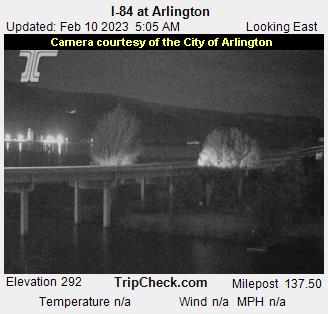 I-84 at Arlington
Updated: Feb 10 2023 5:05 AM Looking East
Camera courtesy of the City of Arlington
Elevation 292 TripCheck.com Milepost 137.50
Temperature n/a Wind n/a MPH n/a